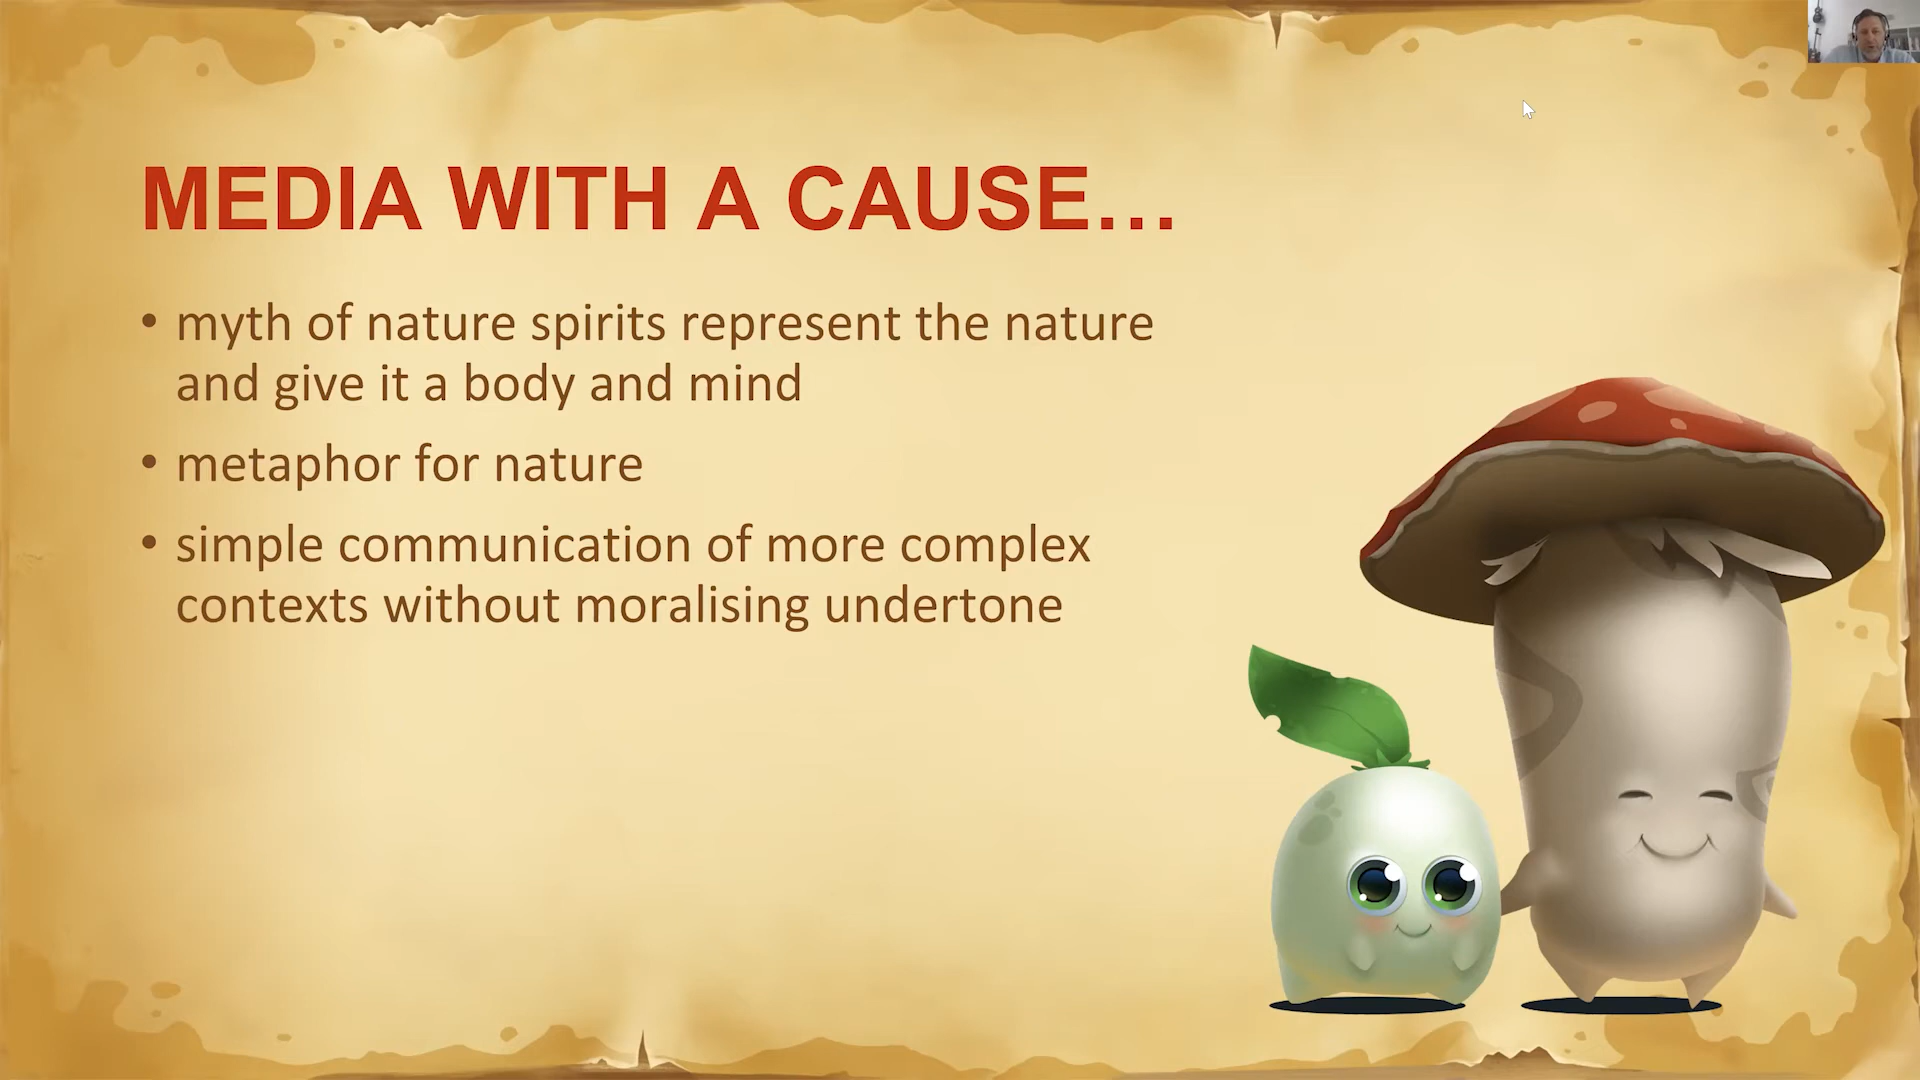 MEDIA WITH A CAUSE…
• myth of nature spirits represent the nature
and give it a body and mind
• metaphor for nature
• simple communication of more complex
contexts without moralising undertone